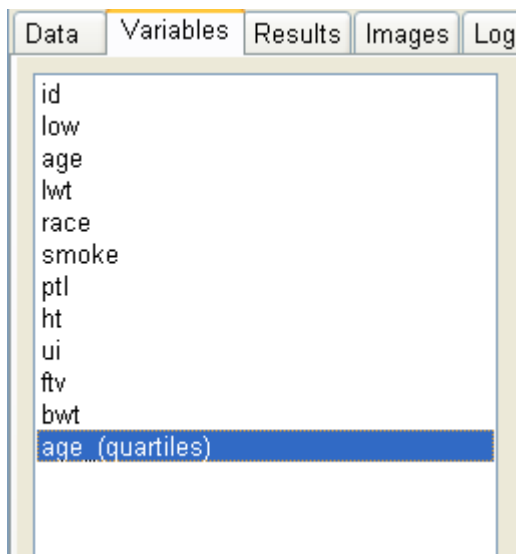 Data Variables Results Images Log
id
low
age
lwt
race
smoke
ptl
ht
ui
ftv
bwt
age_(quartiles)